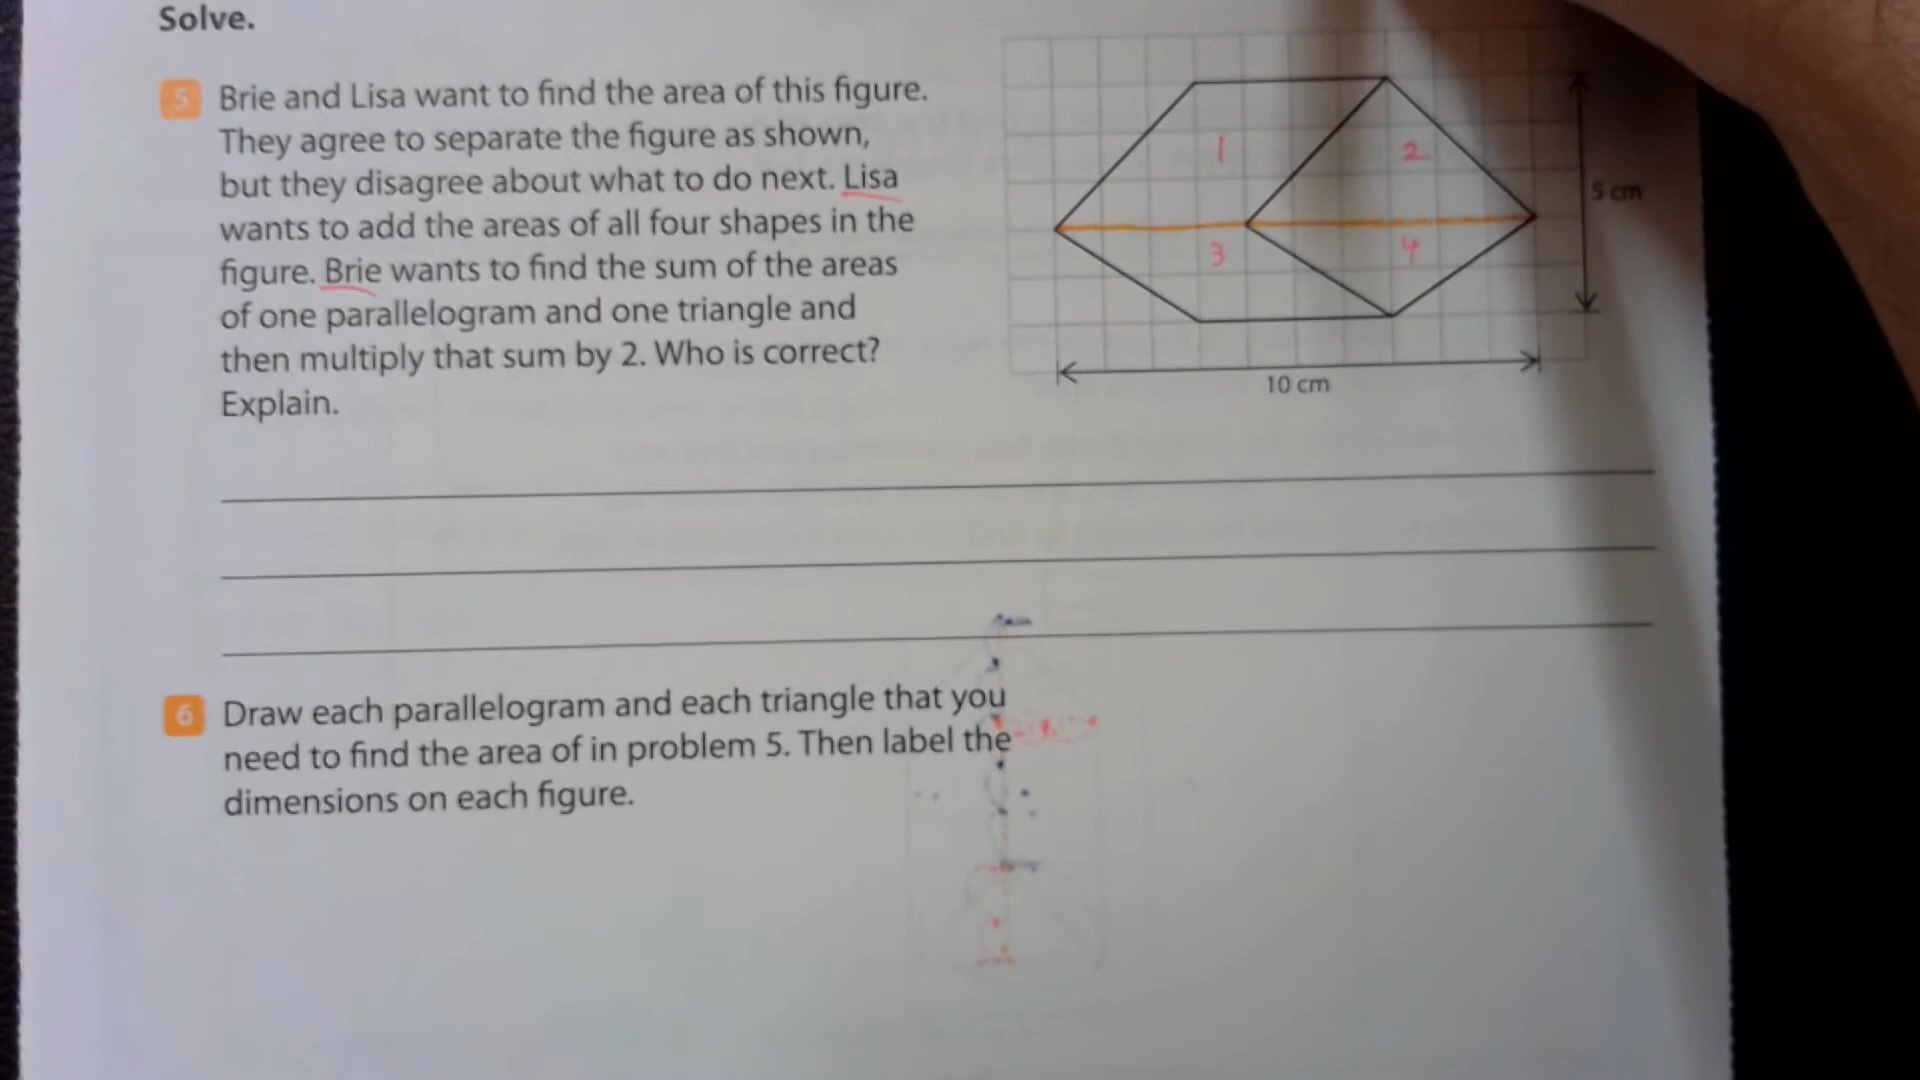 Solve.
5 Brie and Lisa want to find the area of this figure.
They agree to separate the figure as shown,
but they disagree about what to do next. Lisa
wants to add the areas of all four shapes in the
figure. Brie wants to find the sum of the areas
of one parallelogram and one triangle and
then multiply that sum by 2. Who is correct?
Explain.
1 2
3 4
5 cm
10 cm
6 Draw each parallelogram and each triangle that you
need to find the area of in problem 5. Then label the
dimensions on each figure.